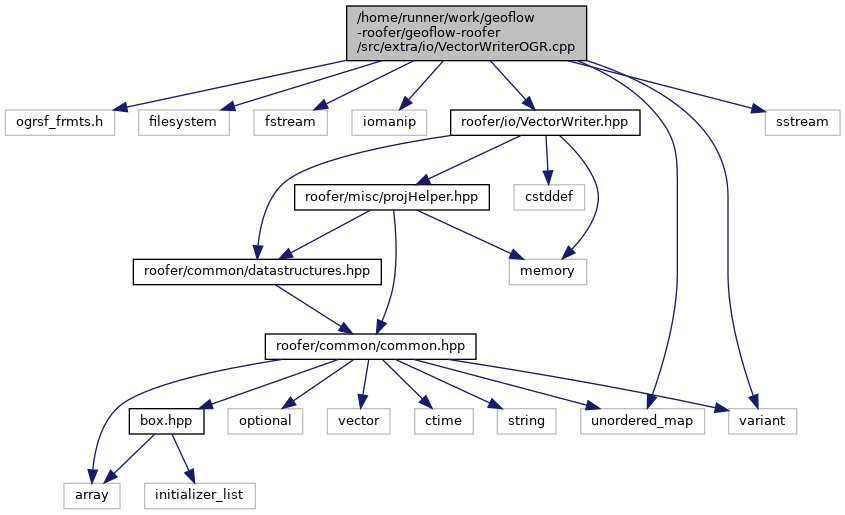 /home/runner/work/geoflow
-roofer/geoflow-roofer
/src/extra/io/VectorWriterOGR.cpp
ogrsf_frmts.h
filesystem
fstream
iomanip
roofer/io/VectorWriter.hpp
sstream
roofer/misc/projHelper.hpp
cstddef
roofer/common/datastructures.hpp
memory
roofer/common/common.hpp
box.hpp
optional
vector
ctime
string
unordered_map
variant
array
initializer_list